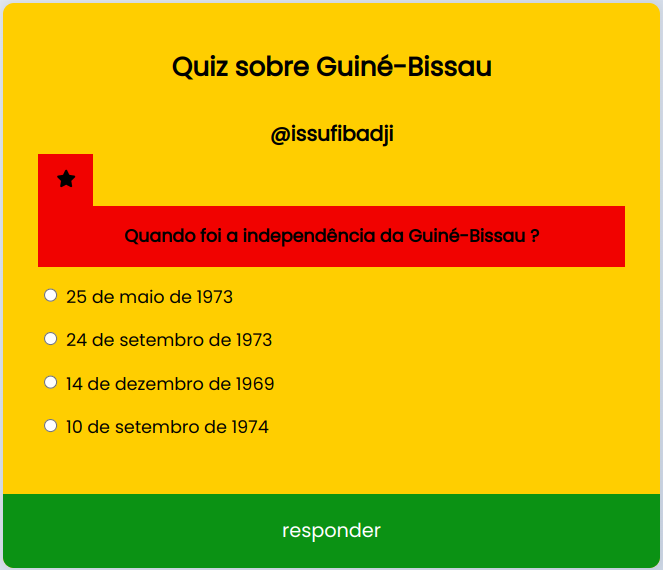 Quiz sobre Guiné-Bissau
@issufibadji
Quando foi a independência da Guiné-Bissau ?
25 de maio de 1973
24 de setembro de 1973
14 de dezembro de 1969
10 de setembro de 1974
responder